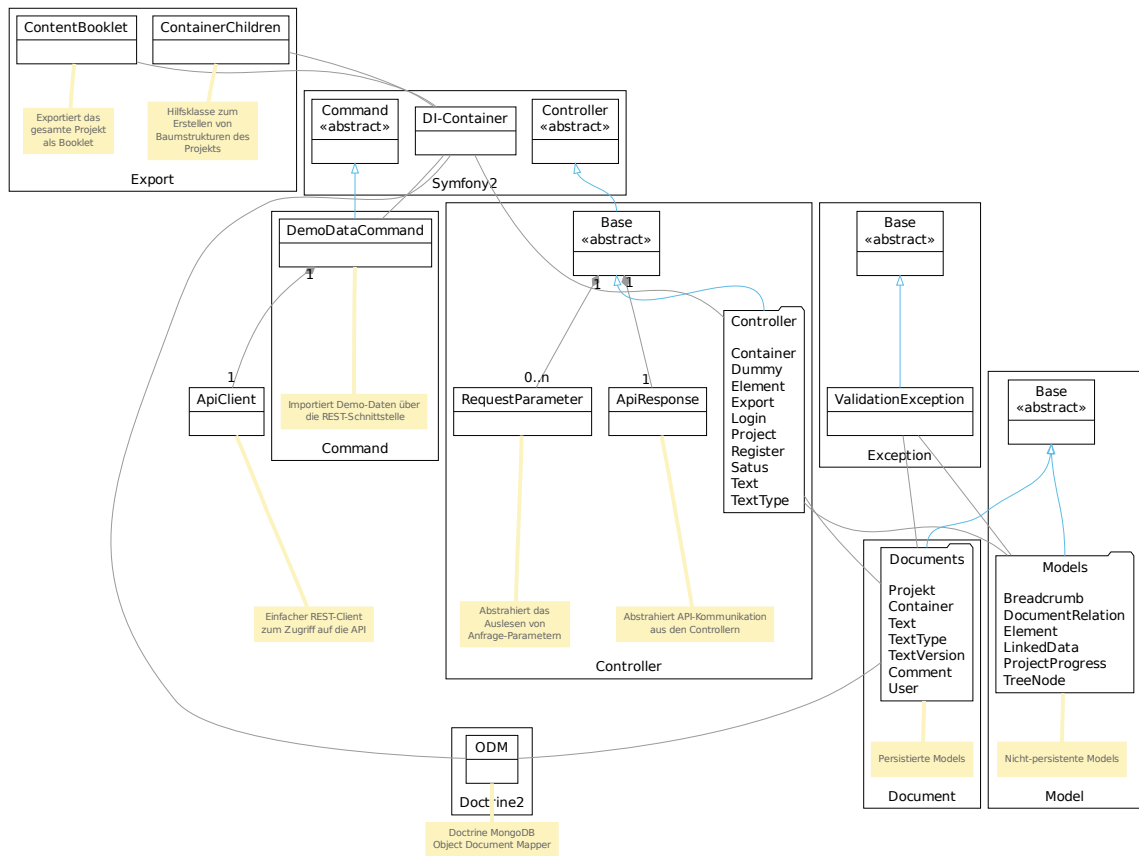 ContentBooklet
ContainerChildren
Exportiert das
gesamte Projekt
als Booklet
Hilfsklasse zum
Erstellen von
Baumstrukturen des
Projekts
Export
Command
«abstract»
DI-Container
Controller
«abstract»
Symfony2
DemoDataCommand
1
1
ApiClient
Importiert Demo-Daten über
die REST-Schnittstelle
Command
Einfacher REST-Client
zum Zugriff auf die API
Base
«abstract»
1
1
0..n
1
RequestParameter
ApiResponse
Controller
Container
Dummy
Element
Export
Login
Project
Register
Satus
Text
TextType
Abstrahiert das
Auslesen von
Anfrage-Parametern
Abstrahiert API-Kommunikation
aus den Controllern
Controller
Base
«abstract»
ValidationException
Exception
Base
«abstract»
Documents
Projekt
Container
Text
TextType
TextVersion
Comment
User
Persistierte Models
Document
Models
Breadcrumb
DocumentRelation
Element
LinkedData
ProjectProgress
TreeNode
Nicht-persistente Models
Model
ODM
Doctrine2
Doctrine MongoDB
Object Document Mapper